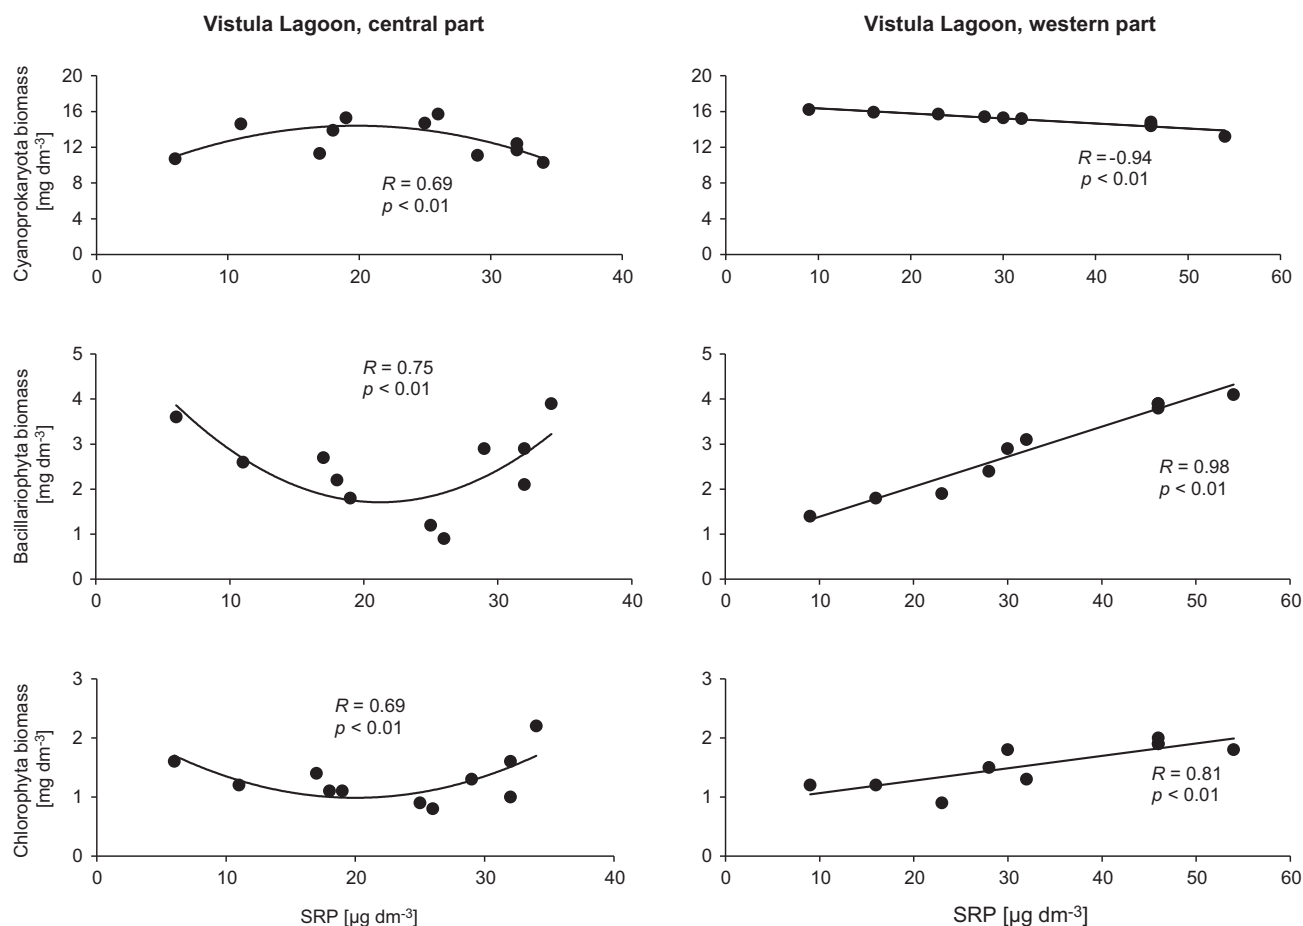 Vistula Lagoon, central part
Vistula Lagoon, western part
Cyanoprokaryota biomass
[mg dm-3]
20
16
12
8
4
0
R = 0.69
p < 0.01
0 10 20 30 40
20
16
12
8
4
0
R =-0.94
p < 0.01
0 10 20 30 40 50 60
Bacillariophyta biomass
[mg dm-3]
5
4
3
2
1
0
R = 0.75
p < 0.01
0 10 20 30 40
5
4
3
2
1
0
R = 0.98
p < 0.01
0 10 20 30 40 50 60
Chlorophyta biomass
[mg dm-3]
3
2
1
0
R = 0.69
p < 0.01
0 10 20 30 40
SRP [µg dm-3]
3
2
1
0
R = 0.81
p < 0.01
0 10 20 30 40 50 60
SRP [µg dm-3]